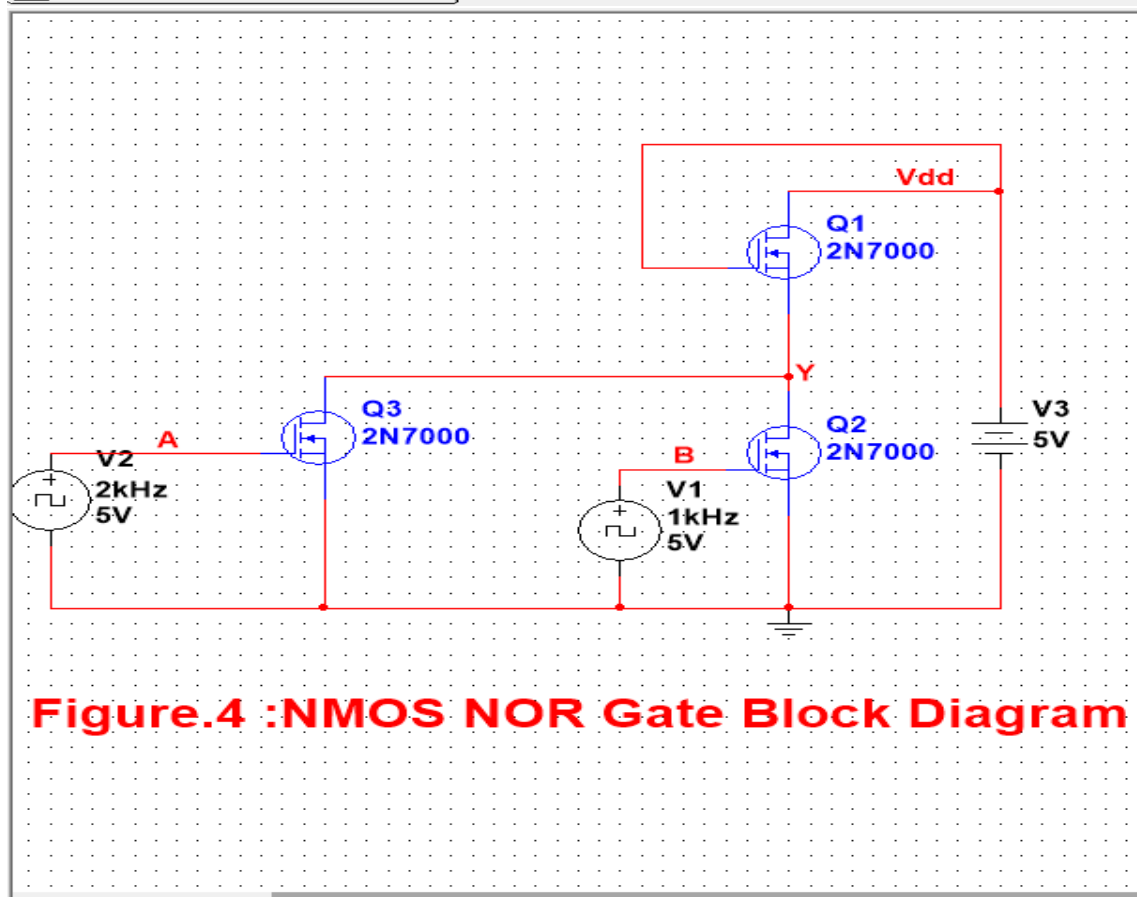 Vdd
Q1
2N7000
Y
Q3
2N7000
A
V2
2kHz
5V
Q2
2N7000
B
V1
1kHz
5V
V3
5V
Figure.4 :NMOS NOR Gate Block Diagram